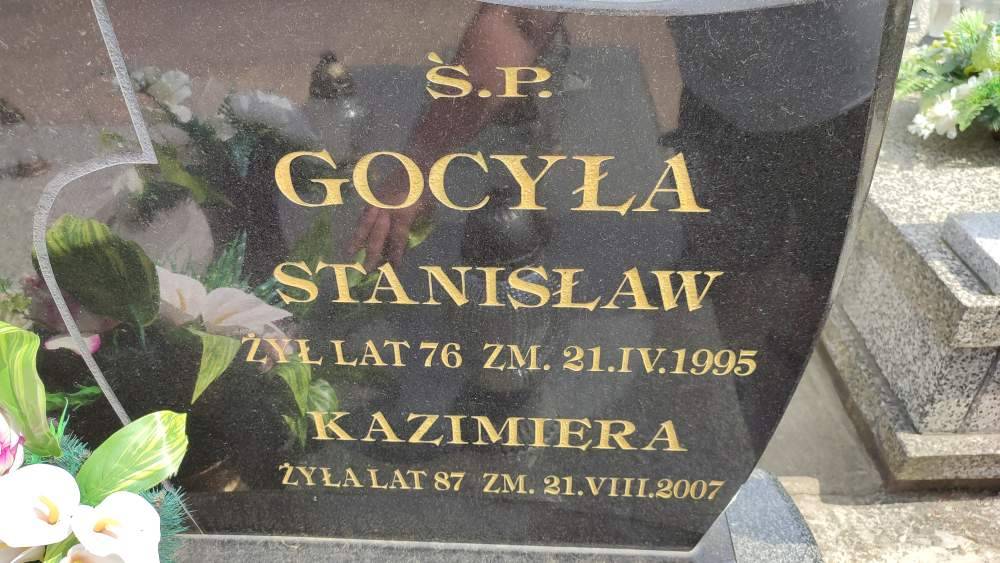 Ś.P.
GOCYŁA
STANISŁAW
ŻYŁ LAT 76 ZM. 21.IV.1995
KAZIMIERA
ŻYŁA LAT 87 ZM. 21.VIII.2007